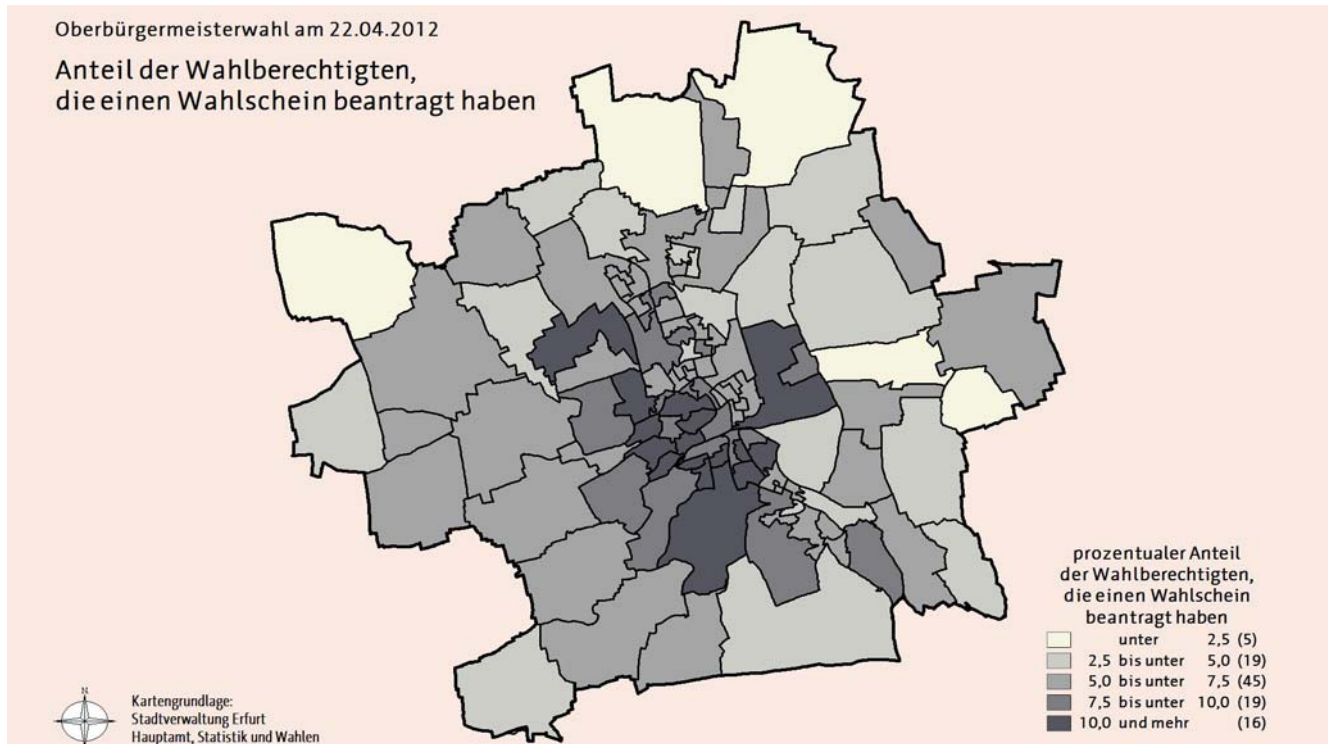 Oberbürgermeisterwahl am 22.04.2012
Anteil der Wahlberechtigten,
die einen Wahlschein beantragt haben
prozentualer Anteil
der Wahlberechtigten,
die einen Wahlschein
beantragt haben
unter 2,5 (5)
2,5 bis unter 5,0 (19)
5,0 bis unter 7,5 (45)
7,5 bis unter 10,0 (19)
10,0 und mehr (16)
N
Kartengrundlage:
Stadtverwaltung Erfurt
Hauptamt, Statistik und Wahlen